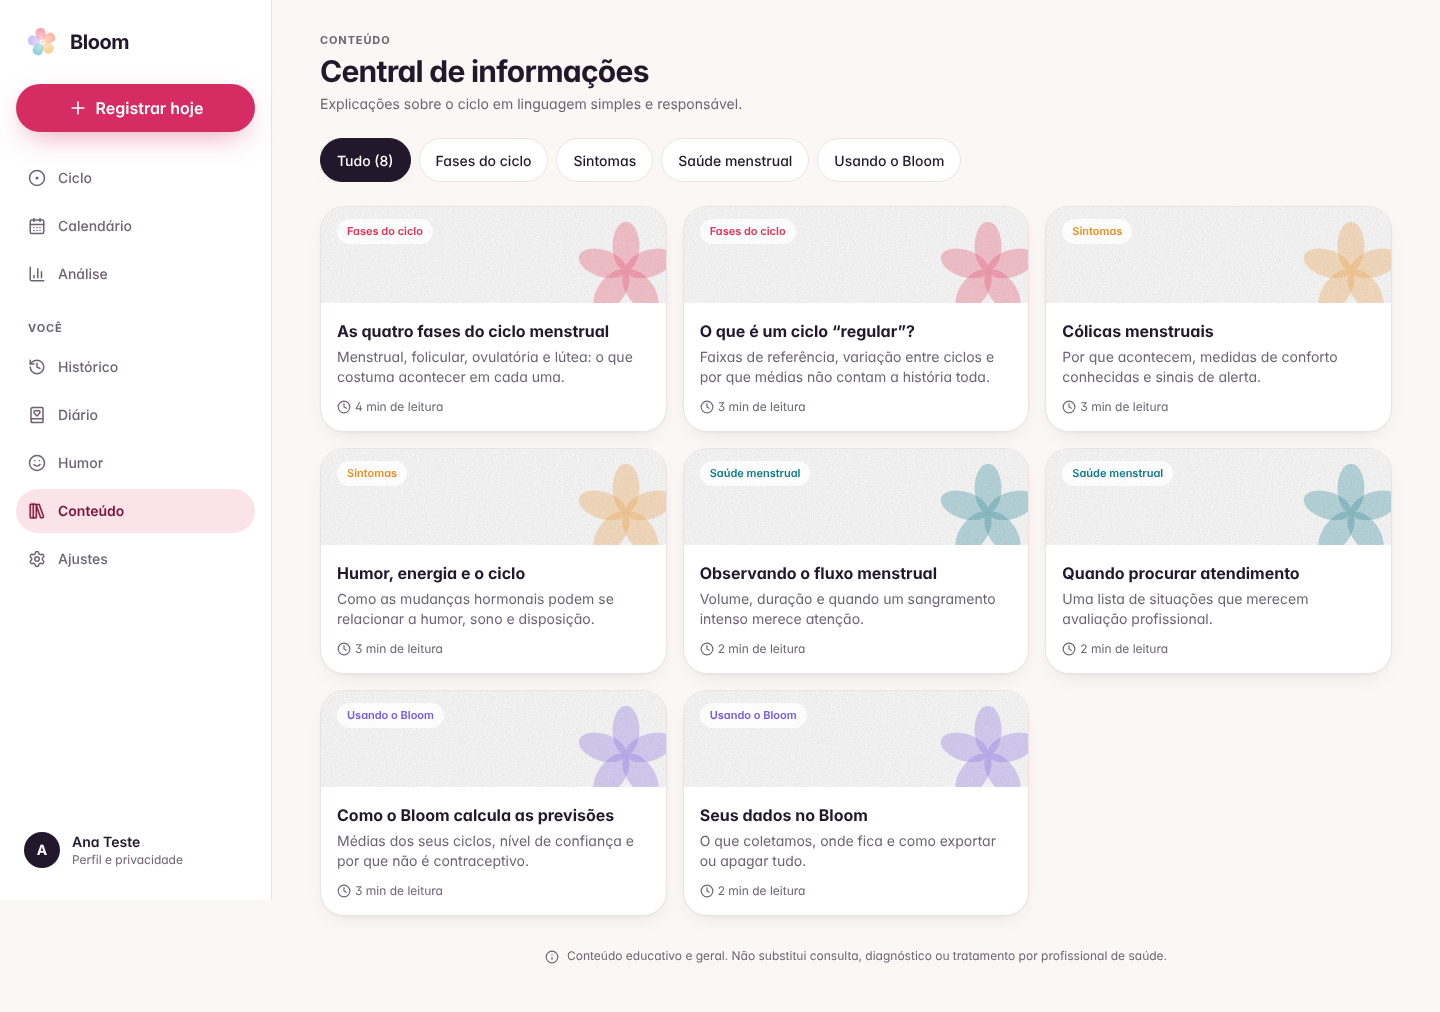 Bloom
Registrar hoje
Ciclo
Calendário
Análise
VOCÊ
Histórico
Diário
Humor
Conteúdo
Ajustes
A
Ana Teste
Perfil e privacidade
CONTEÚDO
Central de informações
Explicações sobre o ciclo em linguagem simples e responsável.
Tudo (8)
Fases do ciclo
Sintomas
Saúde menstrual
Usando o Bloom
Fases do ciclo
As quatro fases do ciclo menstrual
Menstrual, folicular, ovulatória e lútea: o que
costuma acontecer em cada uma.
4 min de leitura
Fases do ciclo
O que é um ciclo “regular”?
Faixas de referência, variação entre ciclos e
por que médias não contam a história toda.
3 min de leitura
Sintomas
Cólicas menstruais
Por que acontecem, medidas de conforto
conhecidas e sinais de alerta.
3 min de leitura
Sintomas
Humor, energia e o ciclo
Como as mudanças hormonais podem se
relacionar a humor, sono e disposição.
3 min de leitura
Saúde menstrual
Observando o fluxo menstrual
Volume, duração e quando um sangramento
intenso merece atenção.
2 min de leitura
Saúde menstrual
Quando procurar atendimento
Uma lista de situações que merecem
avaliação profissional.
2 min de leitura
Usando o Bloom
Como o Bloom calcula as previsões
Médias dos seus ciclos, nível de confiança e
por que não é contraceptivo.
3 min de leitura
Usando o Bloom
Seus dados no Bloom
O que coletamos, onde fica e como exportar
ou apagar tudo.
2 min de leitura
Conteúdo educativo e geral. Não substitui consulta, diagnóstico ou tratamento por profissional de saúde.